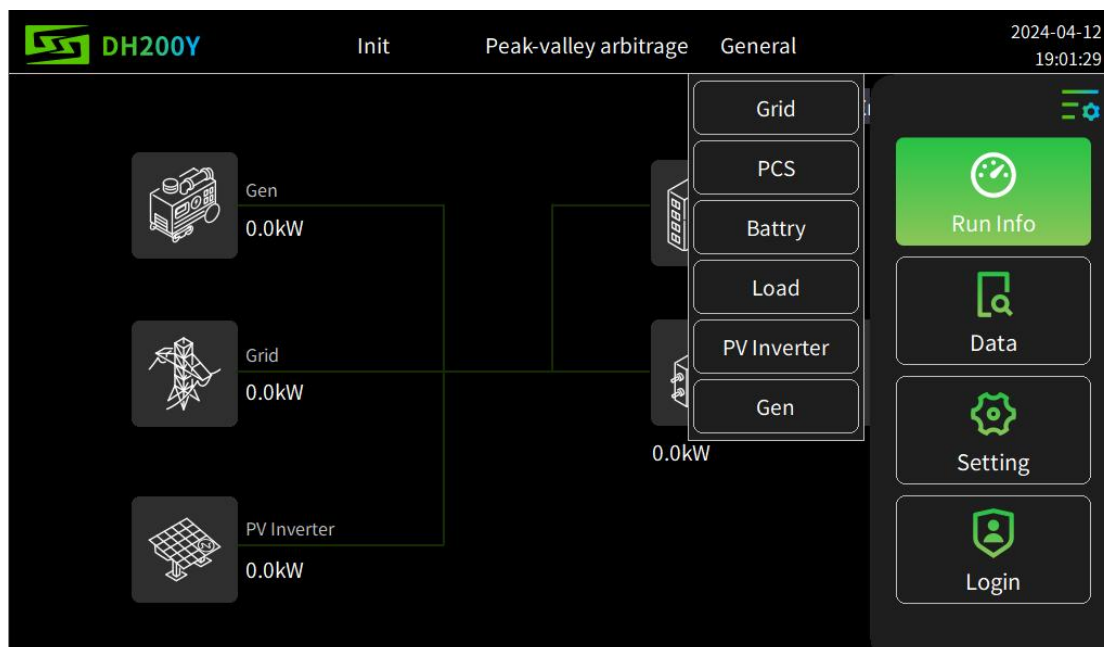 DH200Y
Init
Peak-valley arbitrage
General
2024-04-12
19:01:29
Grid
PCS
Battry
Load
PV Inverter
Gen
Gen
0.0kW
Grid
0.0kW
PV Inverter
0.0kW
0.0kW
Run Info
Data
Setting
Login